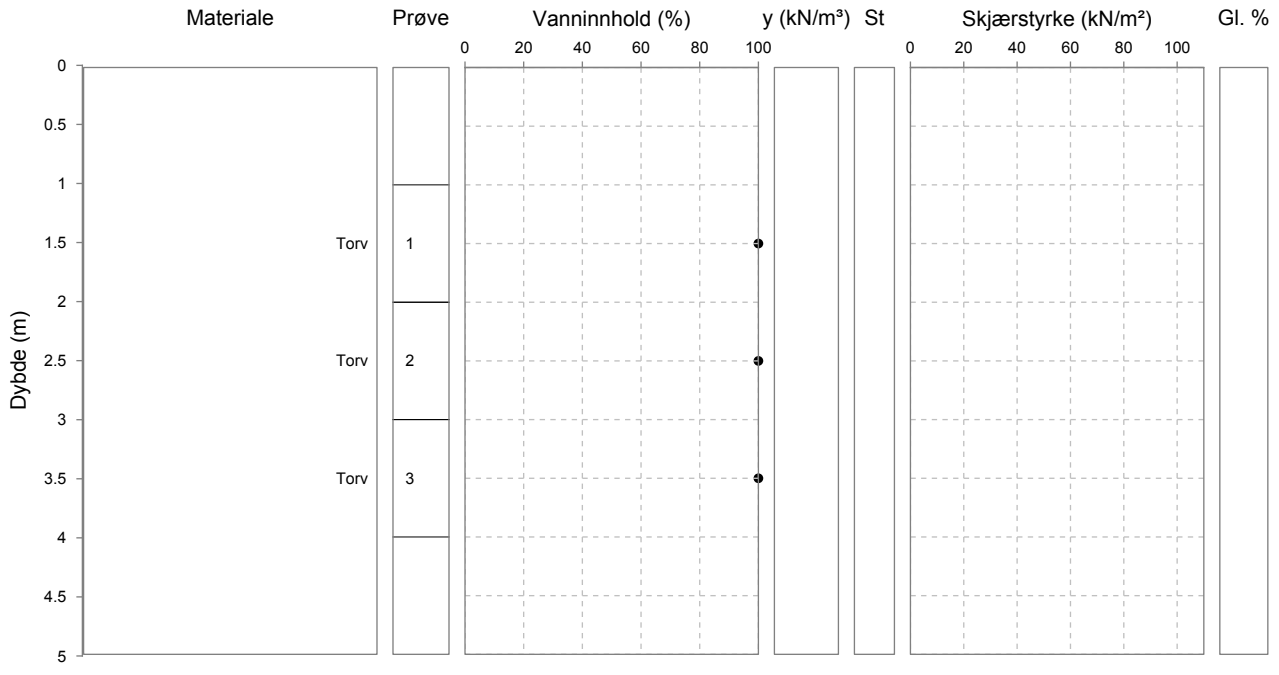 Materiale Prøve Vanninnhold (%) y (kN/m³) St Skjærstyrke (kN/m²) Gl. %
0 20 40 60 80 100 0 20 40 60 80 100
0
0.5
1
Torv 1
1.5
2
Torv 2
2.5
3
Torv 3
3.5
4
4.5
5
Dybde (m)